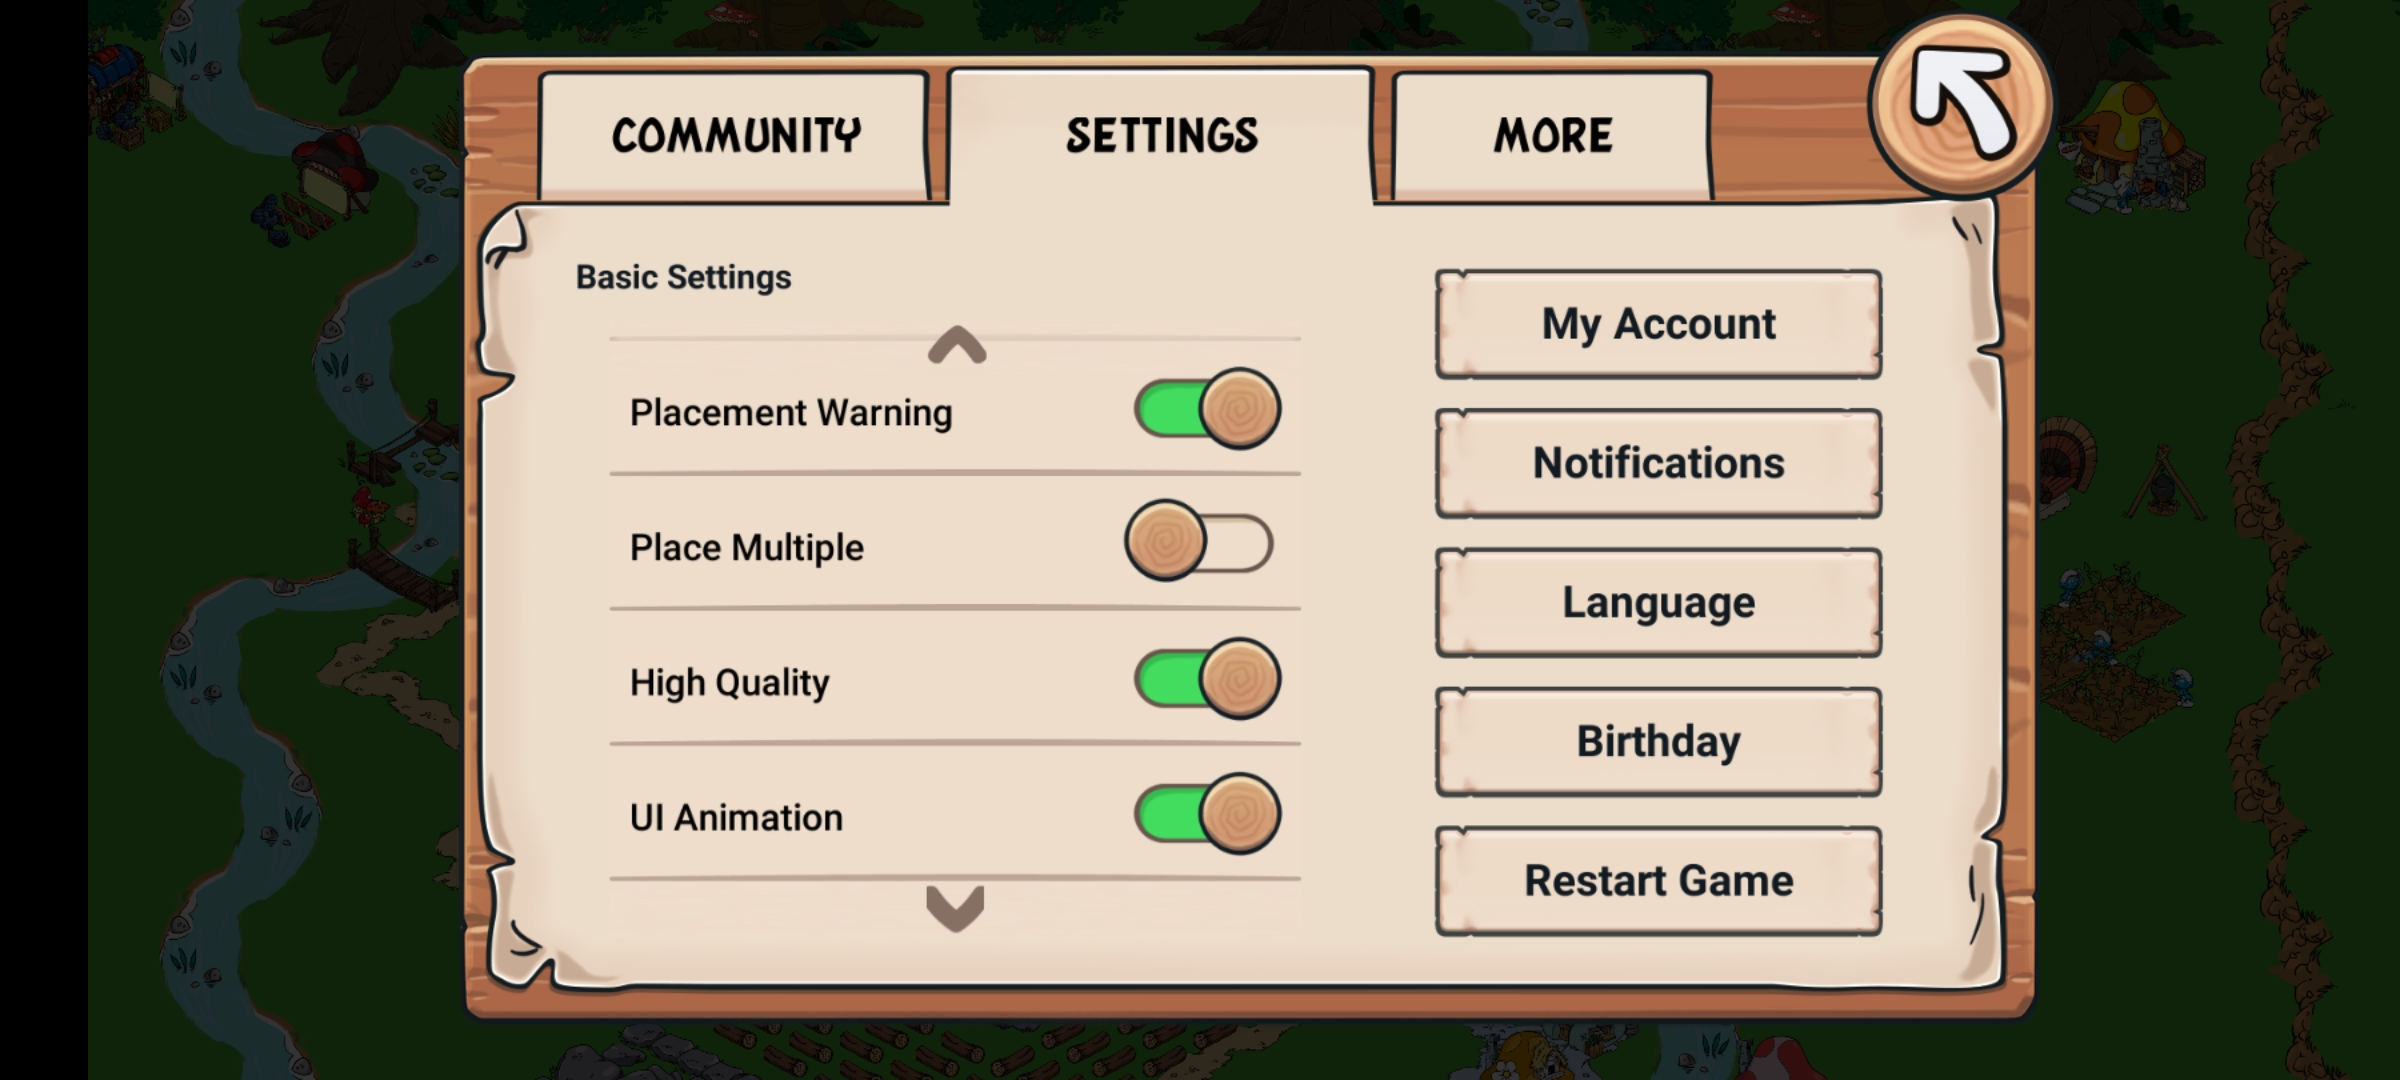 COMMUNITY
SETTINGS
MORE
Basic Settings
Placement Warning
Place Multiple
High Quality
UI Animation
My Account
Notifications
Language
Birthday
Restart Game